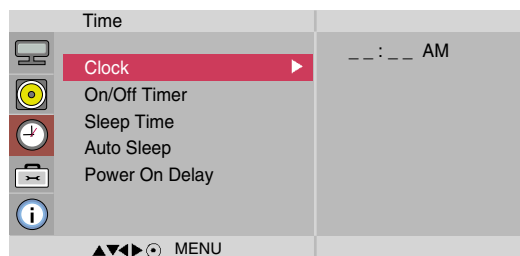 Time
Clock
_ _ : _ _ AM
On/Off Timer
Sleep Time
Auto Sleep
Power On Delay
▲▼◀▶⊙ MENU